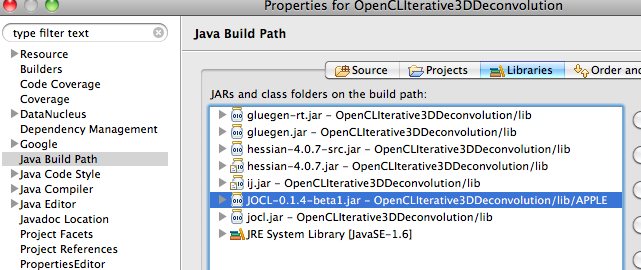 Properties for OpenCLIterative3DDeconvolution
type filter text
Resource
Builders
Code Coverage
Coverage
DataNucleus
Dependency Management
Google
Java Build Path
Java Code Style
Java Compiler
Java Editor
Javadoc Location
Project Facets
Project References
PropertiesEditor
Java Build Path
Source Projects Libraries Order and
JARs and class folders on the build path:
gluegen-rt.jar - OpenCLIterative3DDeconvolution/lib
gluegen.jar - OpenCLIterative3DDeconvolution/lib
hessian-4.0.7-src.jar - OpenCLIterative3DDeconvolution/lib
hessian-4.0.7.jar - OpenCLIterative3DDeconvolution/lib
ij.jar - OpenCLIterative3DDeconvolution/lib
JOCL-0.1.4-beta1.jar - OpenCLIterative3DDeconvolution/lib/APPLE
jocl.jar - OpenCLIterative3DDeconvolution/lib
JRE System Library [JavaSE-1.6]